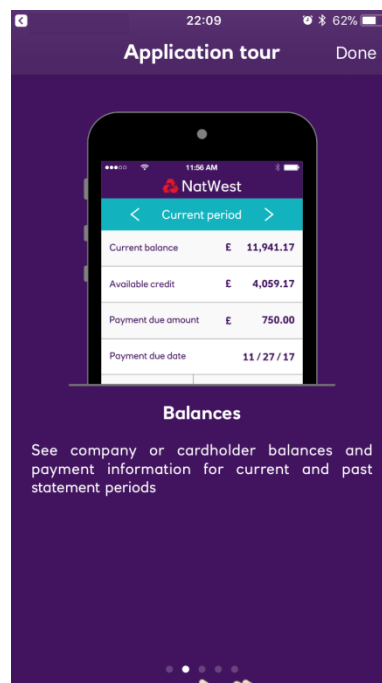 22:09 62%
Application tour Done
11:56 AM
NatWest
Current period
Current balance £ 11,941.17
Available credit £ 4,059.17
Payment due amount £ 750.00
Payment due date 11 / 27 / 17
Balances
See company or cardholder balances and
payment information for current and past
statement periods